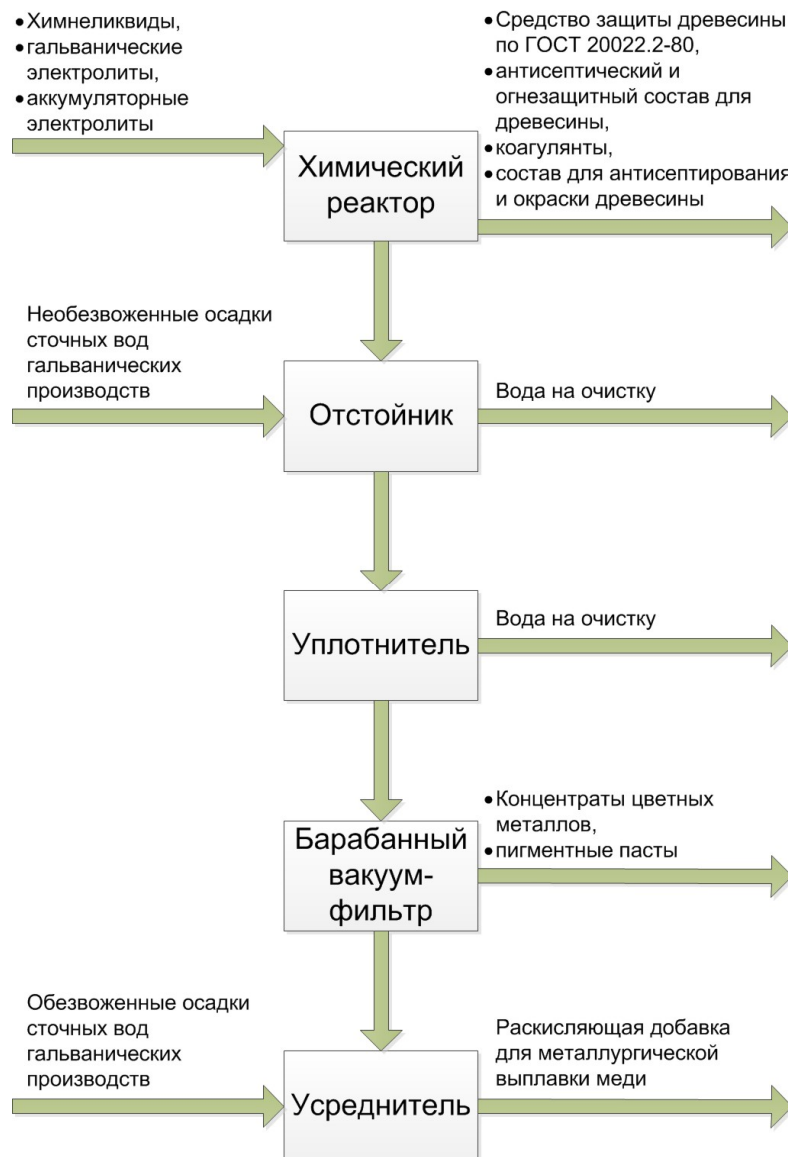 •Химнеликвиды,
•гальванические
электролиты,
•аккумуляторные
электролиты
•Средство защиты древесины
по ГОСТ 20022.2-80,
•антисептический и
огнезащитный состав для
древесины,
•коагулянты,
•состав для антисептирования
и окраски древесины
Химический
реактор
Необезвоженные осадки
сточных вод
гальванических
производств
Отстойник
Вода на очистку
Уплотнитель
Вода на очистку
Барабанный
вакуум-
фильтр
•Концентраты цветных
металлов,
•пигментные пасты
Обезвоженные осадки
сточных вод
гальванических
производств
Усреднитель
Раскисляющая добавка
для металлургической
выплавки меди